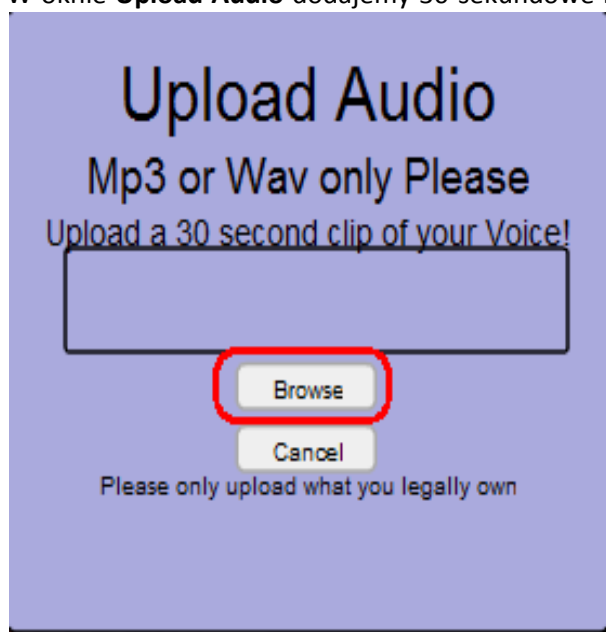 W oknie Upload Audio dodajemy 30 sekundowe
Upload Audio
Mp3 or Wav only Please
Upload a 30 second clip of your Voice!
Browse
Cancel
Please only upload what you legally own